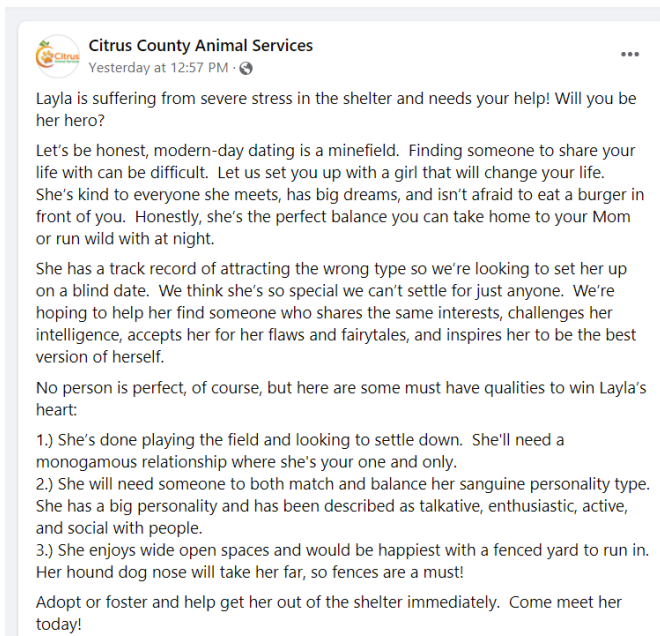 Citrus
Citrus County Animal Services
Yesterday at 12:57 PM ·
Layla is suffering from severe stress in the shelter and needs your help! Will you be
her hero?
Let's be honest, modern-day dating is a minefield.  Finding someone to share your
life with can be difficult.  Let us set you up with a girl that will change your life.
She's kind to everyone she meets, has big dreams, and isn't afraid to eat a burger in
front of you.  Honestly, she's the perfect balance you can take home to your Mom
or run wild with at night.
She has a track record of attracting the wrong type so we're looking to set her up
on a blind date.  We think she's so special we can't settle for just anyone.  We're
hoping to help her find someone who shares the same interests, challenges her
intelligence, accepts her for her flaws and fairytales, and inspires her to be the best
version of herself.
No person is perfect, of course, but here are some must have qualities to win Layla's
heart:
1.) She's done playing the field and looking to settle down.  She'll need a
monogamous relationship where she's your one and only.
2.) She will need someone to both match and balance her sanguine personality type.
She has a big personality and has been described as talkative, enthusiastic, active,
and social with people.
3.) She enjoys wide open spaces and would be happiest with a fenced yard to run in.
Her hound dog nose will take her far, so fences are a must!
Adopt or foster and help get her out of the shelter immediately.  Come meet her
today!